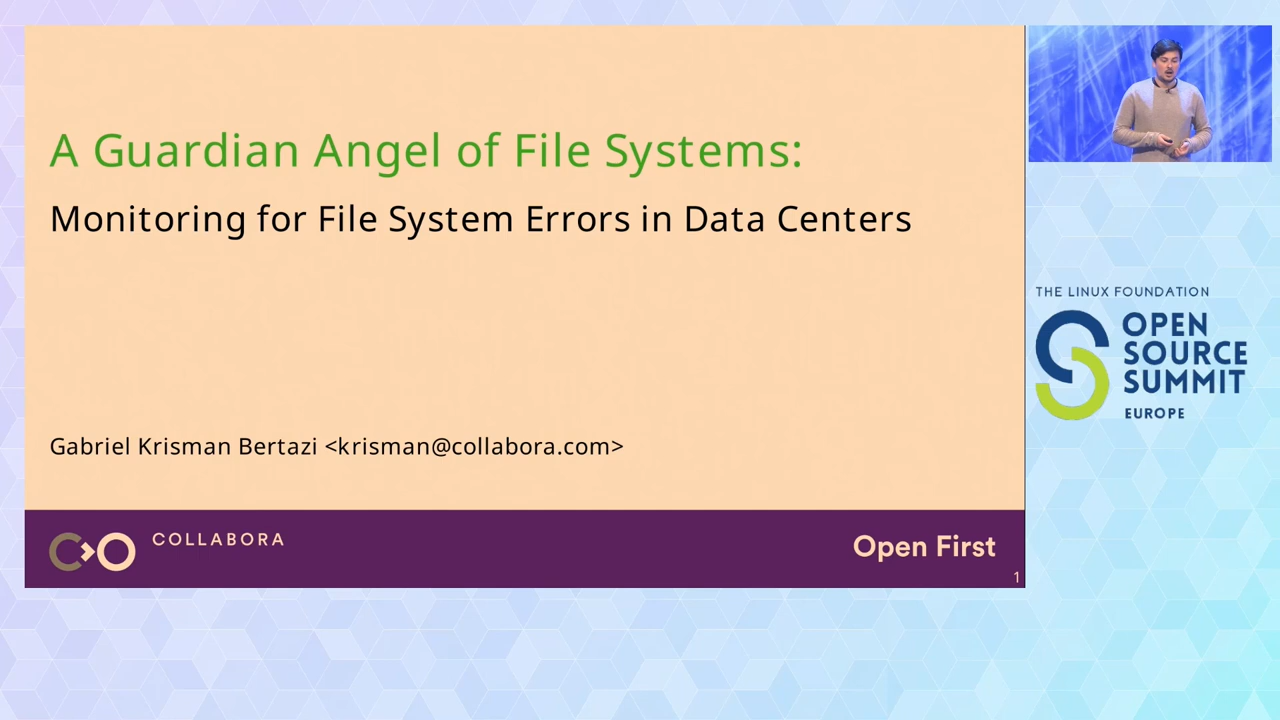 A Guardian Angel of File Systems:
Monitoring for File System Errors in Data Centers
Gabriel Krisman Bertazi <krisman@collabora.com>
COLLABORA
Open First
1
THE LINUX FOUNDATION
OPEN
SOURCE
SUMMIT
EUROPE